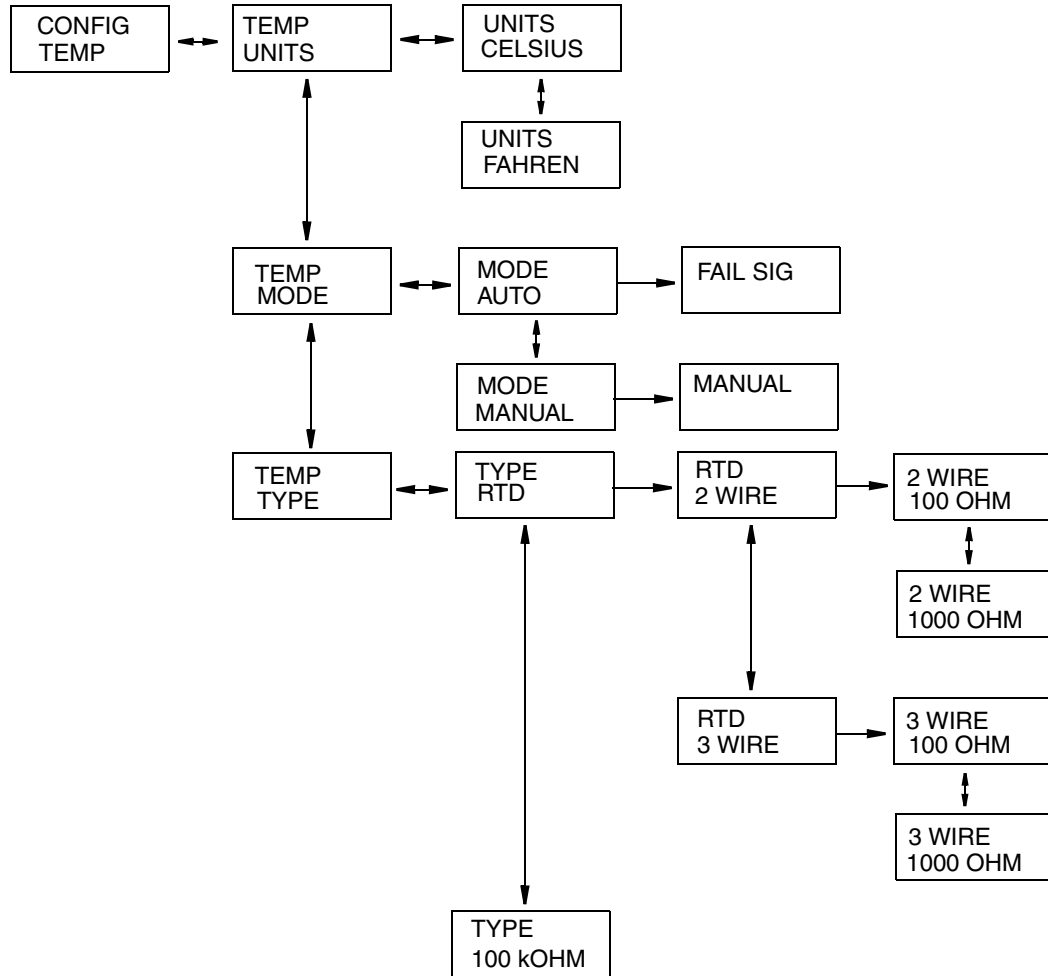 CONFIG
TEMP
TEMP
UNITS
UNITS
CELSIUS
UNITS
FAHREN
TEMP
MODE
MODE
AUTO
FAIL SIG
MODE
MANUAL
MANUAL
TEMP
TYPE
TYPE
RTD
RTD
2 WIRE
2 WIRE
100 OHM
2 WIRE
1000 OHM
RTD
3 WIRE
3 WIRE
100 OHM
3 WIRE
1000 OHM
TYPE
100 kOHM